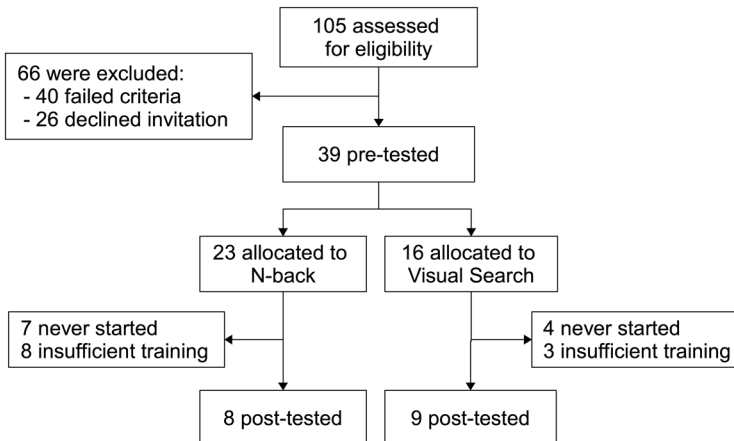 105 assessed
for eligibility
66 were excluded:
- 40 failed criteria
- 26 declined invitation
39 pre-tested
23 allocated to
N-back
16 allocated to
Visual Search
7 never started
8 insufficient training
4 never started
3 insufficient training
8 post-tested
9 post-tested